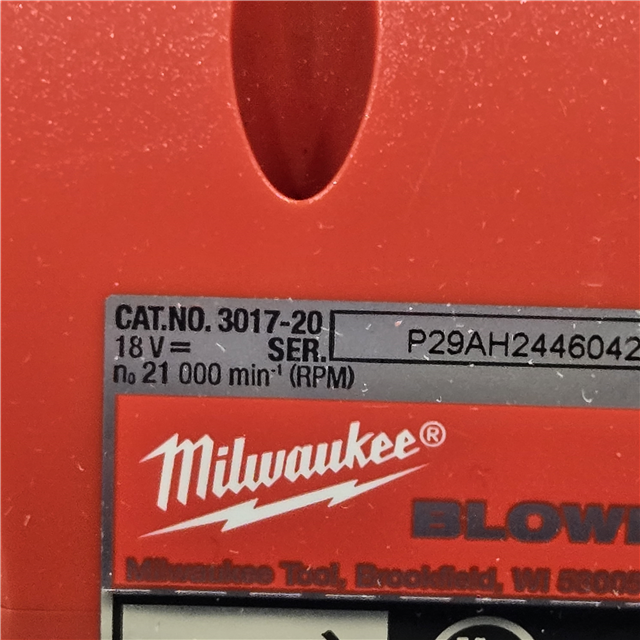 CAT.NO. 3017-20
18 V⎓ SER. P29AH2446042
n₀ 21 000 min⁻¹ (RPM)
Milwaukee®
BLOW
Milwaukee Tool, Brookfield, WI 53005